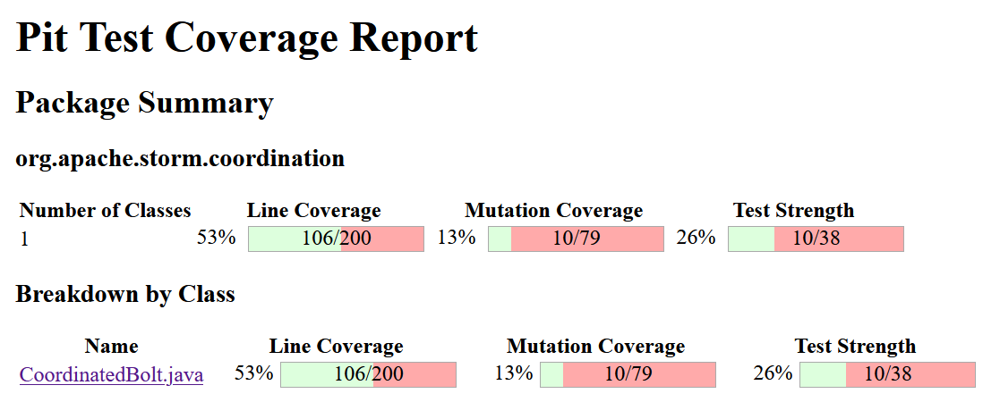 Pit Test Coverage Report
Package Summary
org.apache.storm.coordination
Number of Classes Line Coverage Mutation Coverage Test Strength
1 53% 106/200 13% 10/79 26% 10/38
Breakdown by Class
Name Line Coverage Mutation Coverage Test Strength
CoordinatedBolt.java 53% 106/200 13% 10/79 26% 10/38